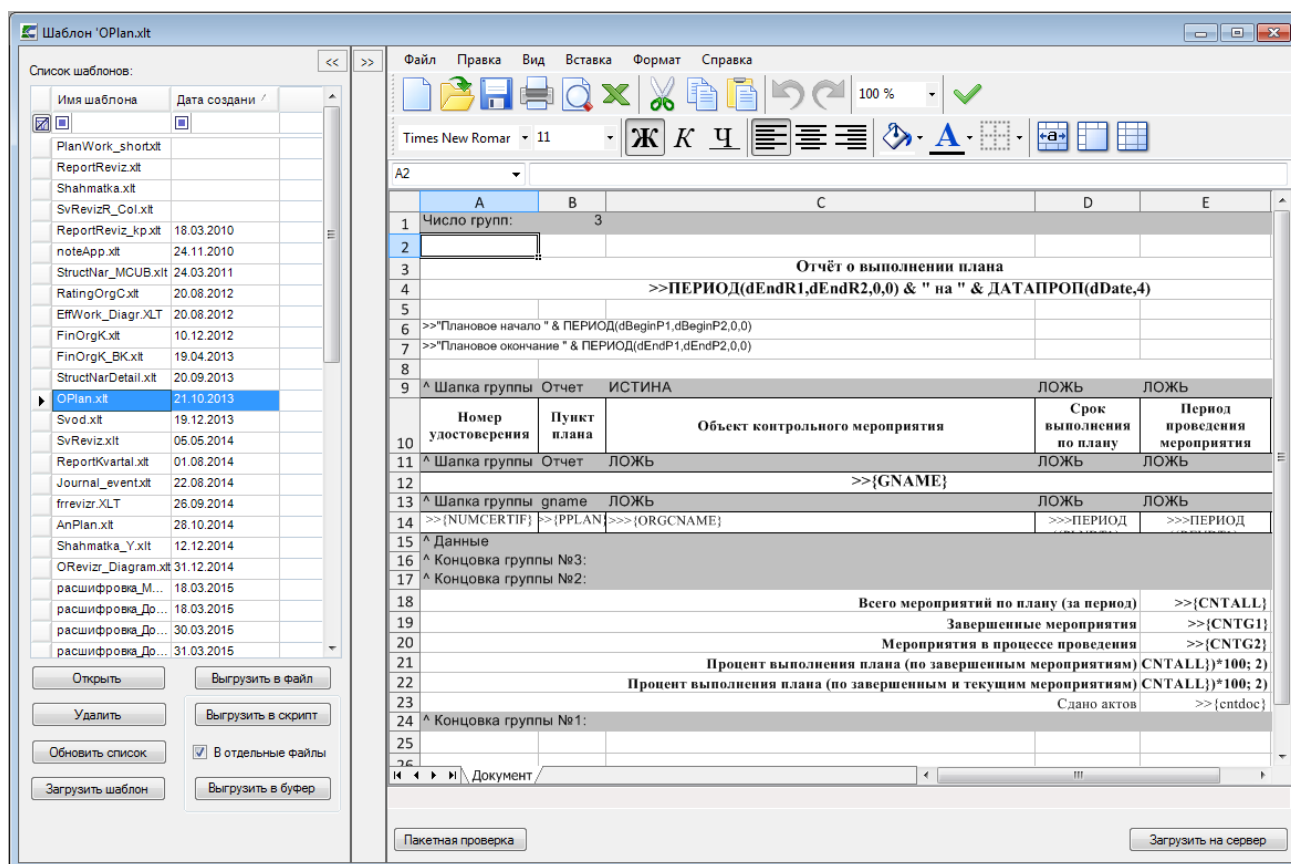 Шаблон 'OPlan.xlt
Список шаблонов:
<<
>>
Имя шаблона Дата создани
PlanWork_short.xlt
ReportReviz.xlt
Shahmatka.xlt
SvRevizR_Col.xlt
ReportReviz_kp.xlt 18.03.2010
noteApp.xlt 24.11.2010
StructNar_MCUB.xlt 24.03.2011
RatingOrgC.xlt 20.08.2012
EffWork_Diagr.XLT 20.08.2012
FinOrgK.xlt 10.12.2012
FinOrgK_BK.xlt 19.04.2013
StructNarDetail.xlt 20.09.2013
OPlan.xlt 21.10.2013
Svod.xlt 19.12.2013
SvReviz.xlt 05.05.2014
ReportKvartal.xlt 01.08.2014
Journal_event.xlt 22.08.2014
frrevizr.XLT 26.09.2014
AnPlan.xlt 28.10.2014
Shahmatka_Y.xlt 12.12.2014
ORevizr_Diagram.xlt 31.12.2014
расшифровка_М... 18.03.2015
расшифровка_До... 18.03.2015
расшифровка_До... 30.03.2015
расшифровка_До... 31.03.2015
Открыть Выгрузить в файл
Удалить Выгрузить в скрипт
Обновить список В отдельные файлы
Загрузить шаблон Выгрузить в буфер
Файл Правка Вид Вставка Формат Справка
100 %
Times New Romar 11 Ж К Ч A a
A2
A B C D E
1 Число групп: 3
2
3 Отчёт о выполнении плана
4 >>ПЕРИОД(dEndR1,dEndR2,0,0) & " на " & ДАТАПРОП(dDate,4)
5
6 >>"Плановое начало " & ПЕРИОД(dBeginP1,dBeginP2,0,0)
7 >>"Плановое окончание " & ПЕРИОД(dEndP1,dEndP2,0,0)
8
9 ^ Шапка группы Отчет ИСТИНА ЛОЖЬ ЛОЖЬ
Номер Пункт Срок Период
удостоверения плана Объект контрольного мероприятия выполнения проведения
10 по плану мероприятия
11 ^ Шапка группы Отчет ЛОЖЬ ЛОЖЬ ЛОЖЬ
12 >>{GNAME}
13 ^ Шапка группы gname ЛОЖЬ ЛОЖЬ ЛОЖЬ
14 >>{NUMCERTIF} >>{PPLAN} >>>{ORGCNAME} >>>ПЕРИОД >>>ПЕРИОД
15 ^ Данные
16 ^ Концовка группы №3:
17 ^ Концовка группы №2:
18 Всего мероприятий по плану (за период) >>{CNTALL}
19 Завершенные мероприятия >>{CNTG1}
20 Мероприятия в процессе проведения >>{CNTG2}
21 Процент выполнения плана (по завершенным мероприятиям) CNTALL})*100; 2)
22 Процент выполнения плана (по завершенным и текущим мероприятиям) CNTALL})*100; 2)
23 Сдано актов >>{cntdoc}
24 ^ Концовка группы №1:
25
26
Документ
Пакетная проверка Загрузить на сервер